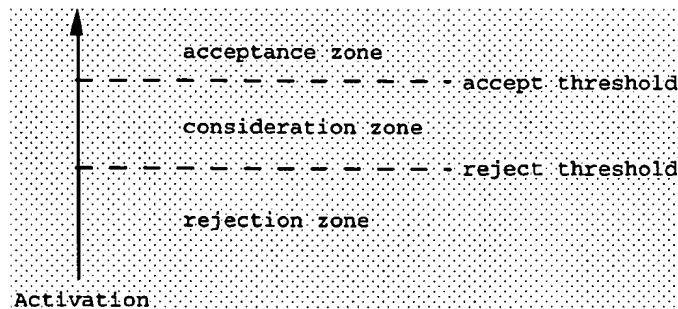 acceptance zone
accept threshold
consideration zone
reject threshold
rejection zone
Activation